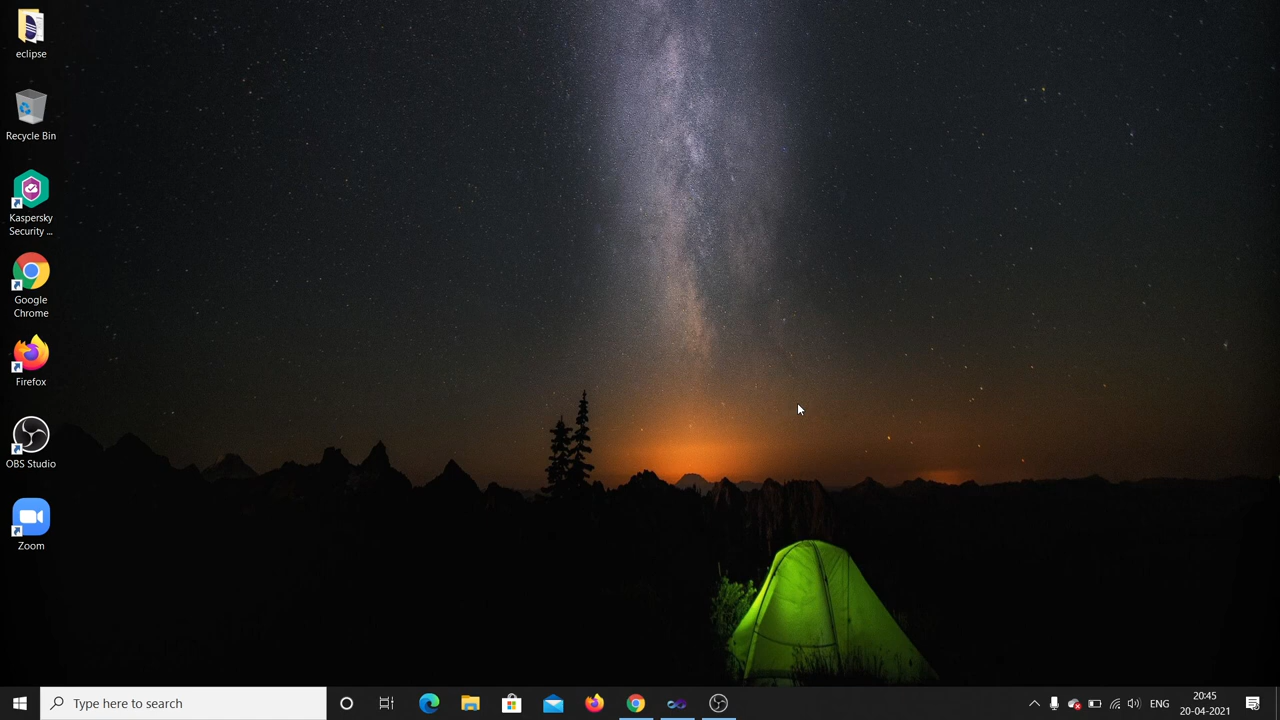 eclipse
Recycle Bin
Kaspersky
Security ...
Google
Chrome
Firefox
OBS Studio
Zoom
Type here to search
ENG
20:45
20-04-2021